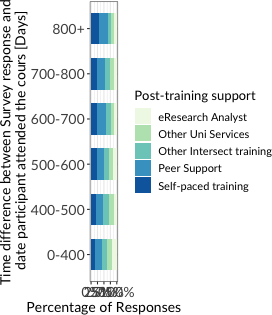 Time difference between Survey response and
date participant attended the cours [Days]
800+
700-800
600-700
500-600
400-500
0-400
Percentage of Responses
Post-training support
eResearch Analyst
Other Uni Services
Other Intersect training
Peer Support
Self-paced training